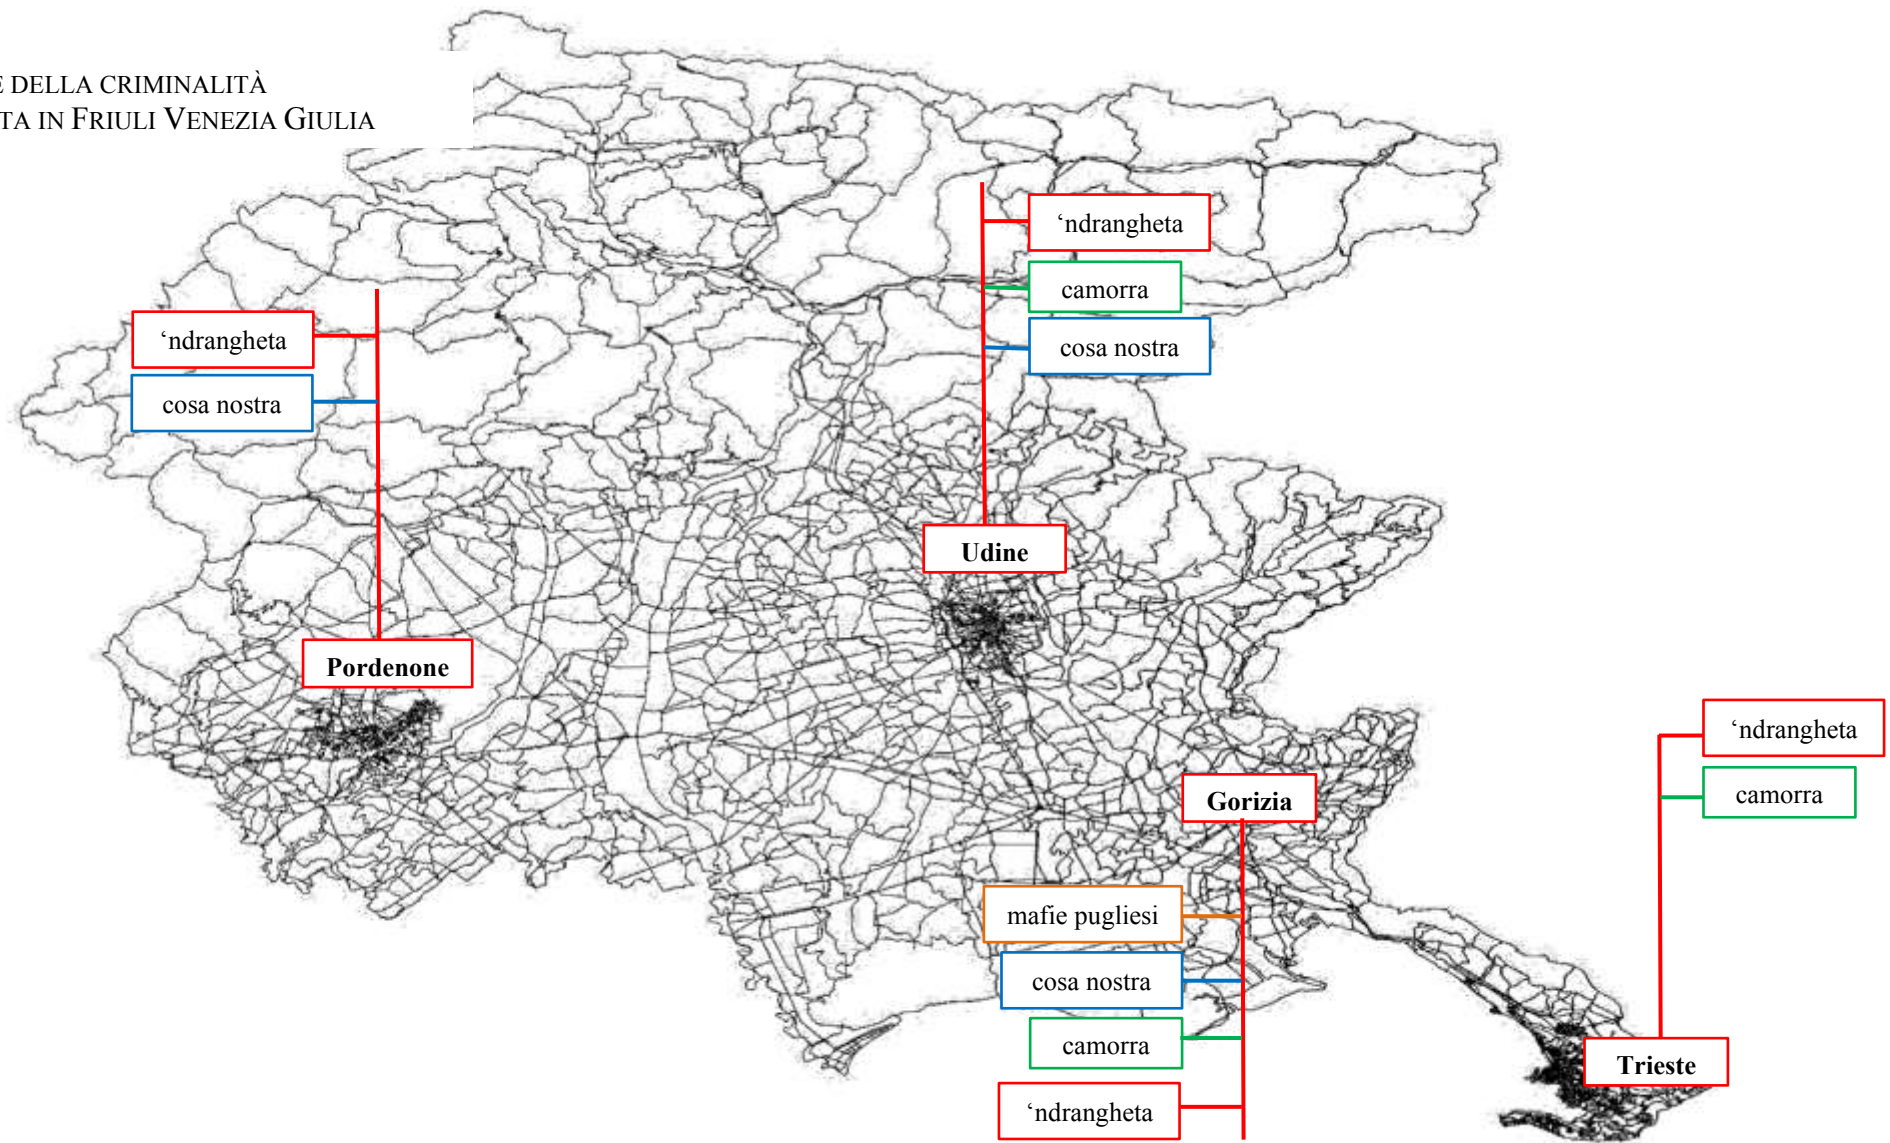 E DELLA CRIMINALITÀ
TA IN FRIULI VENEZIA GIULIA
‘ndrangheta
camorra
cosa nostra
Udine
‘ndrangheta
cosa nostra
Pordenone
‘ndrangheta
camorra
Trieste
Gorizia
mafie pugliesi
cosa nostra
camorra
‘ndrangheta